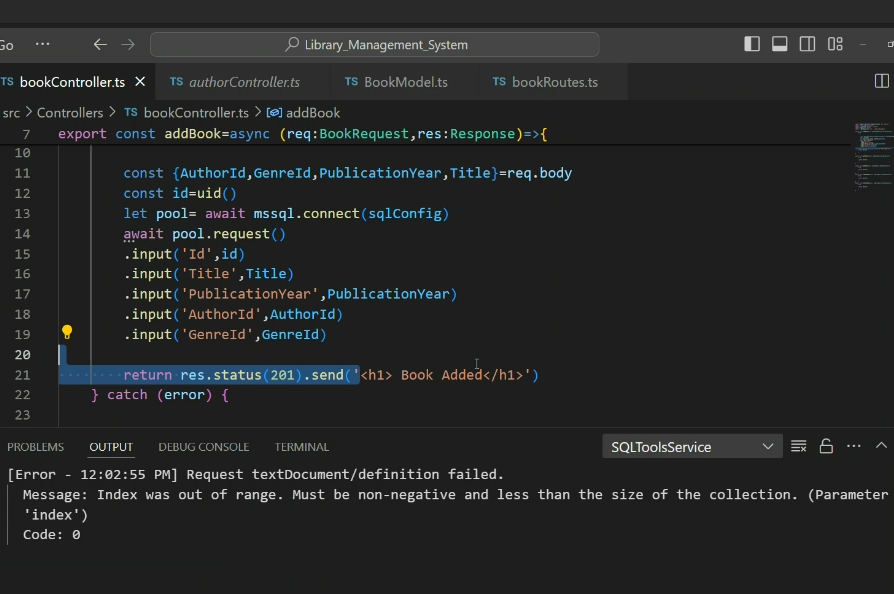 Go ··· Library_Management_System
TS bookController.ts TS authorController.ts TS BookModel.ts TS bookRoutes.ts
src > Controllers > TS bookController.ts > addBook
7 export const addBook=async (req:BookRequest,res:Response)=>{
10
11 const {AuthorId,GenreId,PublicationYear,Title}=req.body
12 const id=uid()
13 let pool= await mssql.connect(sqlConfig)
14 await pool.request()
15 .input('Id',id)
16 .input('Title',Title)
17 .input('PublicationYear',PublicationYear)
18 .input('AuthorId',AuthorId)
19 .input('GenreId',GenreId)
20
21 return res.status(201).send('<h1> Book Added</h1>')
22 } catch (error) {
23
PROBLEMS OUTPUT DEBUG CONSOLE TERMINAL SQLToolsService
[Error - 12:02:55 PM] Request textDocument/definition failed.
Message: Index was out of range. Must be non-negative and less than the size of the collection. (Parameter
'index')
Code: 0